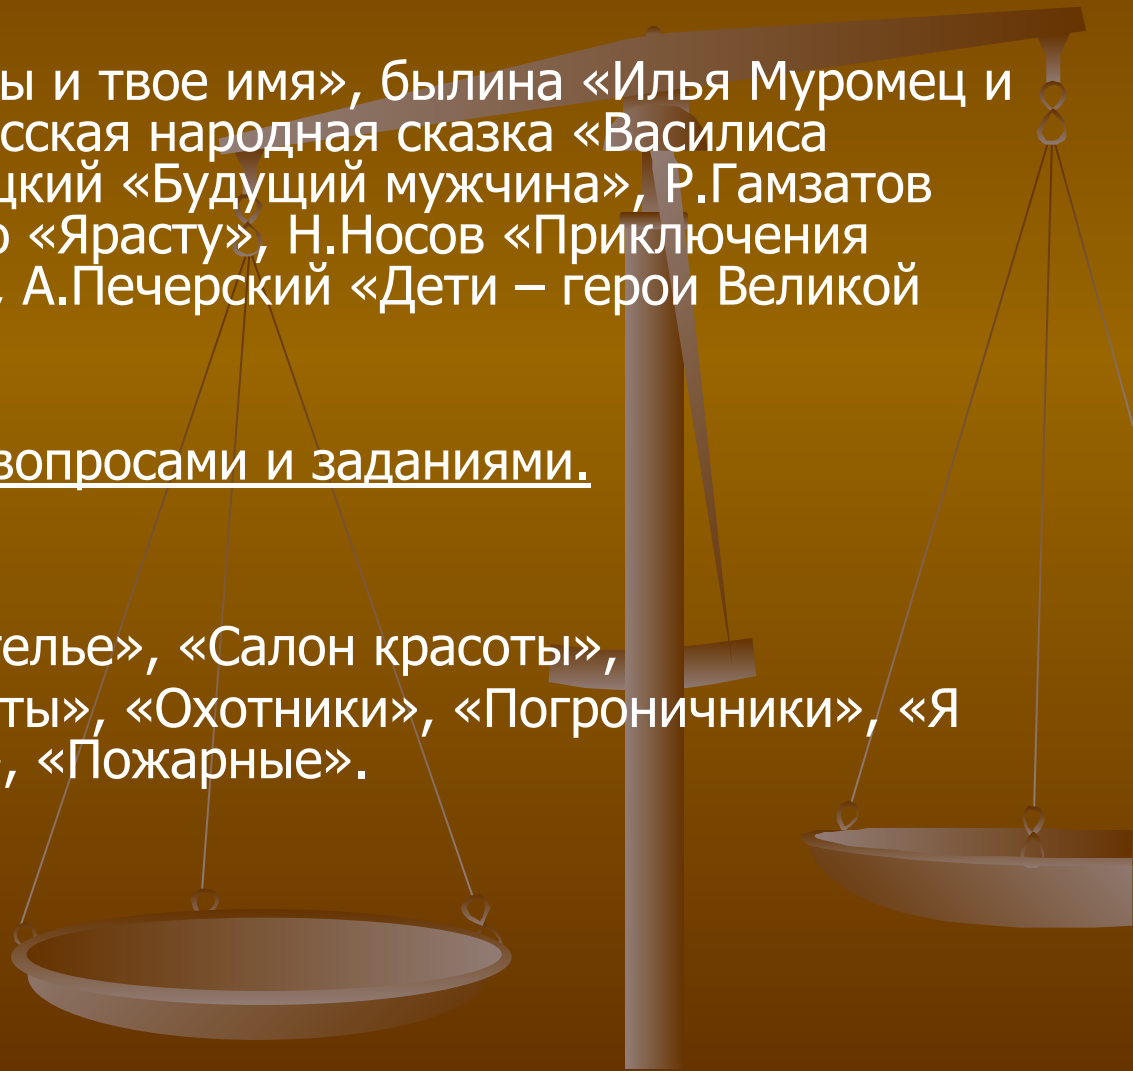 ы и твое имя», былина «Илья Муромец и
сская народная сказка «Василиса
цкий «Будущий мужчина», Р.Гамзатов
о «Ярасту», Н.Носов «Приключения
, А.Печерский «Дети – герои Великой
вопросами и заданиями.
телье», «Салон красоты»,
ты», «Охотники», «Погроничники», «Я
», «Пожарные».